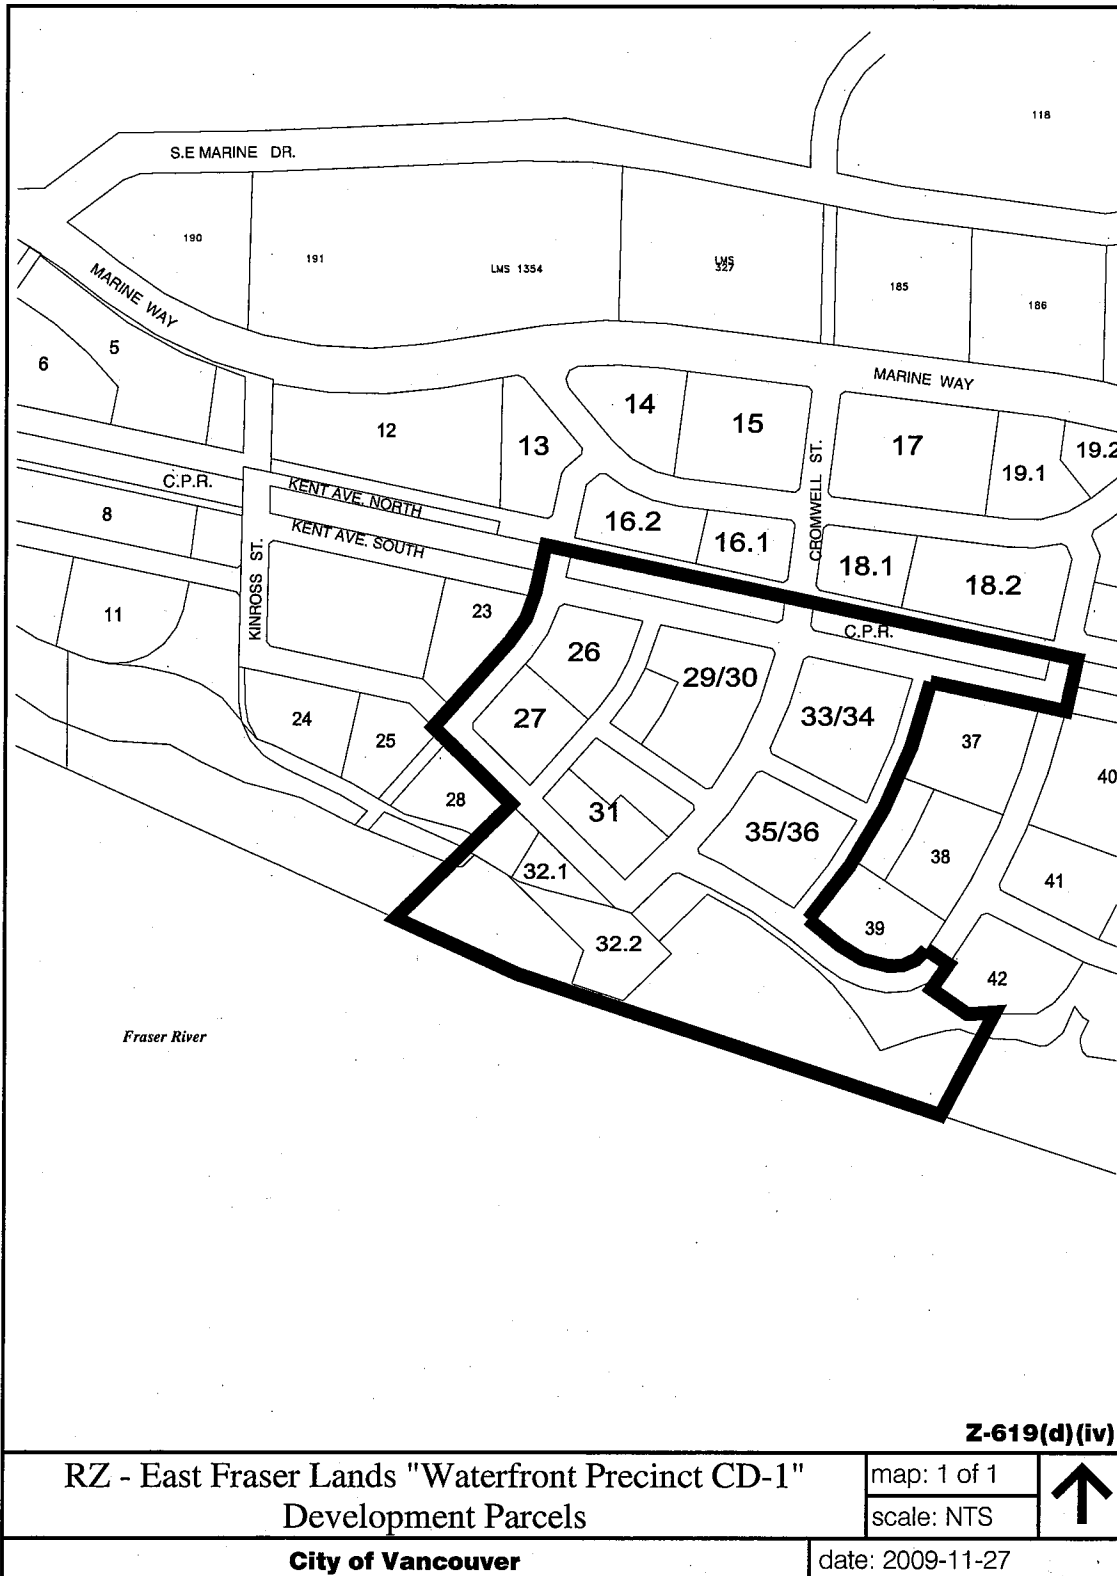 118
S.E MARINE DR.
190
191
LMS 1354
LMS
327
185
186
MARINE WAY
MARINE WAY
5
6
12
13
14
15
17
19.1
19.2
CROMWELL ST.
C.P.R.
KENT AVE. NORTH
KENT AVE. SOUTH
8
16.2
16.1
18.1
18.2
KINROSS ST.
11
23
C.P.R.
26
29/30
27
33/34
37
40
24
25
28
31
35/36
38
32.1
41
39
32.2
42
Fraser River
Z-619(d)(iv)
RZ - East Fraser Lands "Waterfront Precinct CD-1"
Development Parcels
map: 1 of 1
scale: NTS
City of Vancouver
date: 2009-11-27